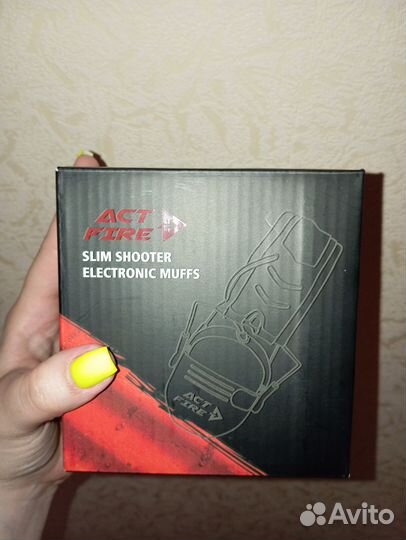 ACT
FIRE
SLIM SHOOTER
ELECTRONIC MUFFS
ACT
FIRE
Avito